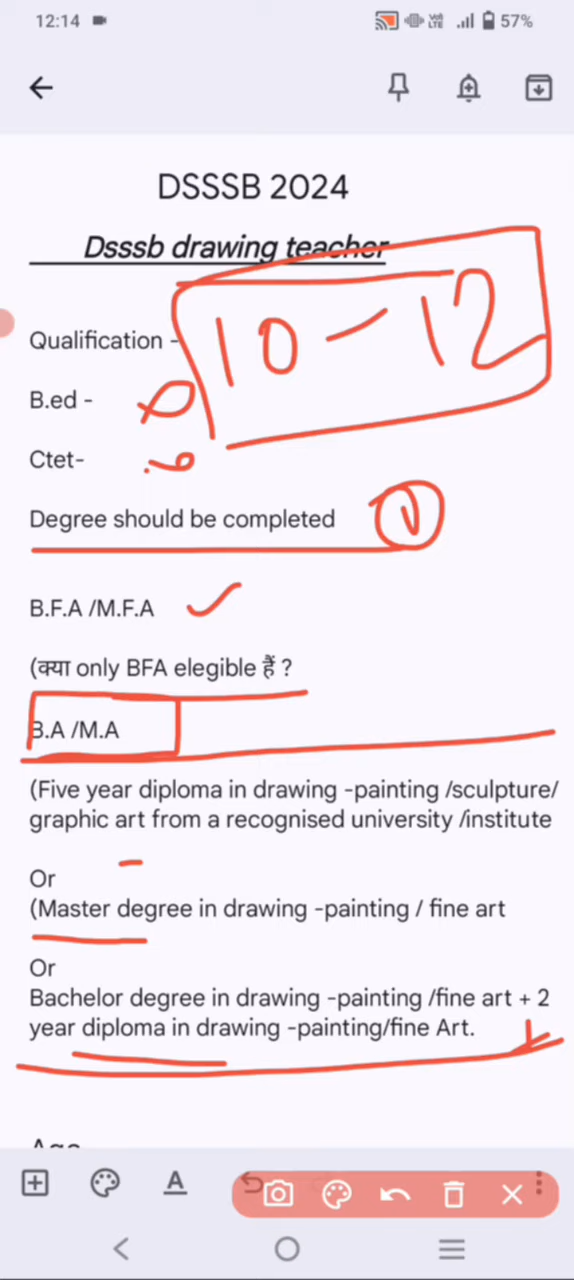 12:14
Vo)) LTE 57%
DSSSB 2024
Dsssb drawing teacher
10-12
Qualification -
B.ed -
Ctet-
Degree should be completed
B.F.A /M.F.A
(क्या only BFA elegible हैं ?
B.A /M.A
(Five year diploma in drawing -painting /sculpture/
graphic art from a recognised university /institute
Or
(Master degree in drawing -painting / fine art
Or
Bachelor degree in drawing -painting /fine art + 2
year diploma in drawing -painting/fine Art.
A